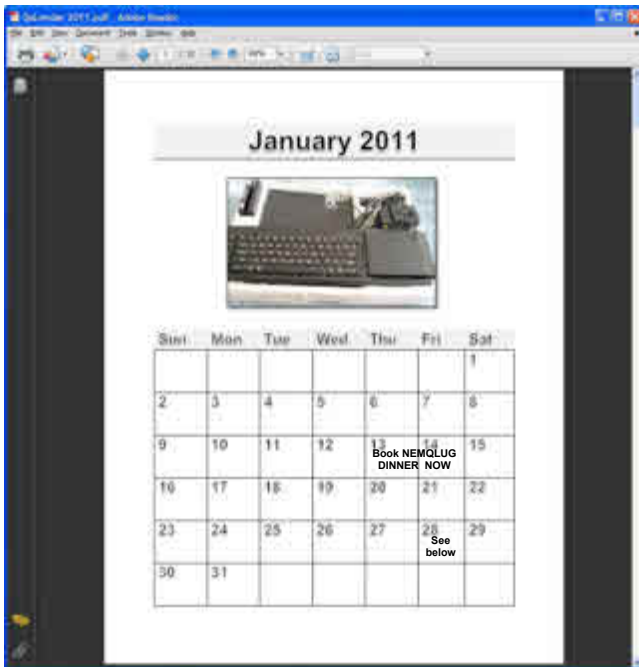 January 2011
Sun Mon Tue Wed Thu Fri Sat
1
2 3 4 5 6 7 8
9 10 11 12 13 14 15
Book NEMQLUG
DINNER NOW
16 17 18 19 20 21 22
23 24 25 26 27 28 29
See
below
30 31